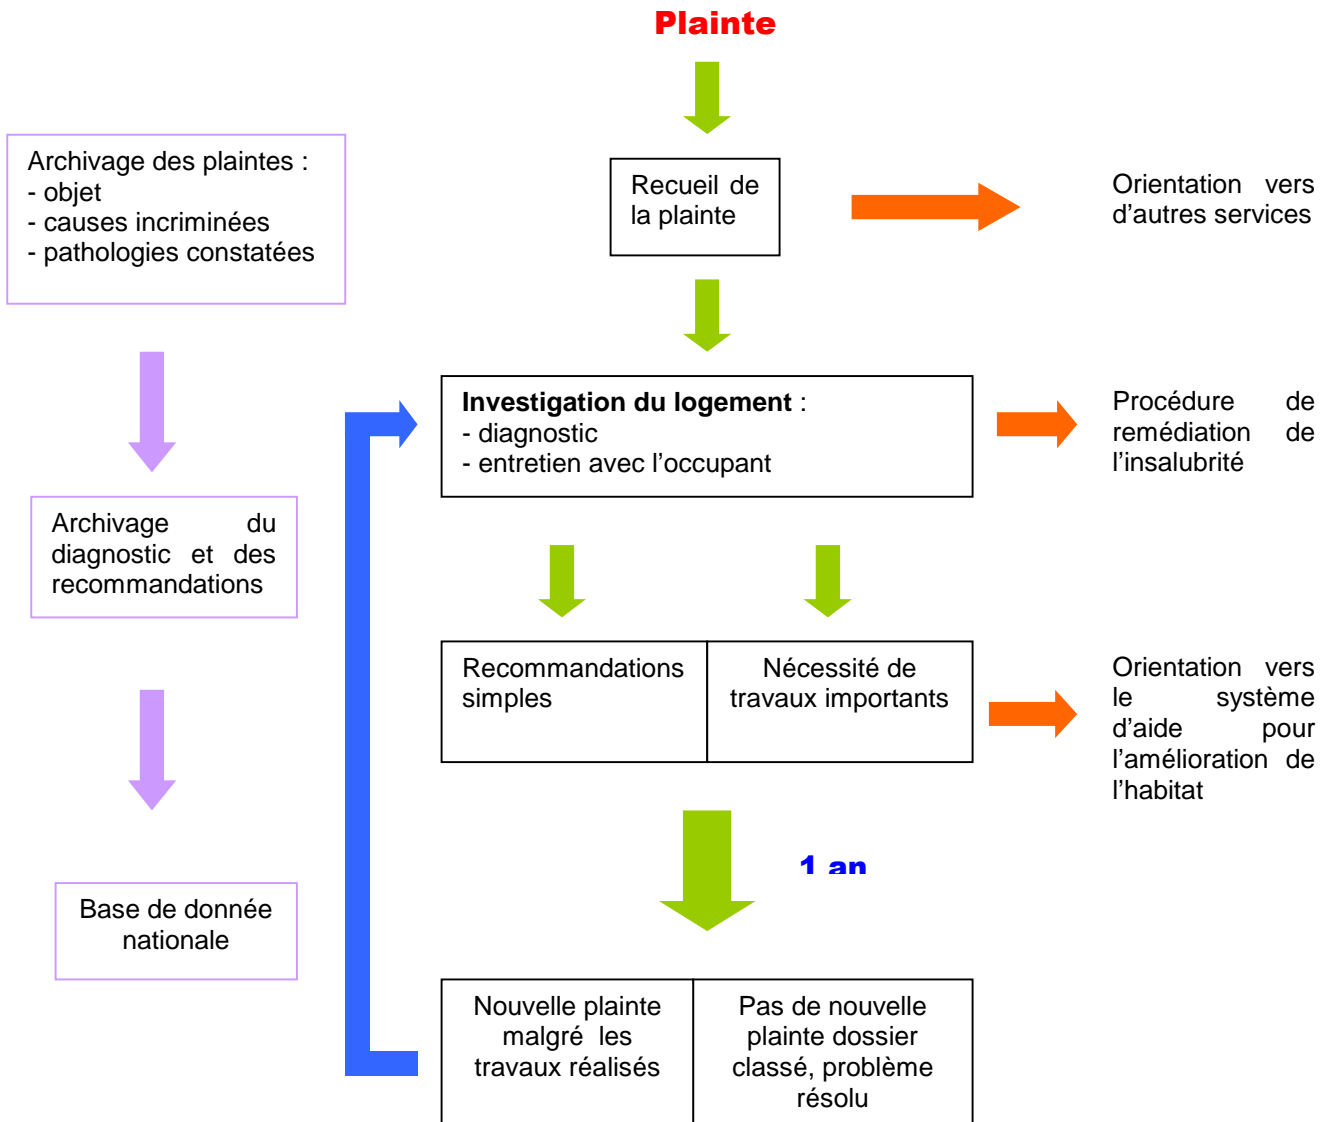 Plainte
Archivage des plaintes :
- objet
- causes incriminées
- pathologies constatées
Recueil de
la plainte
Orientation vers
d'autres services
Investigation du logement :
- diagnostic
- entretien avec l'occupant
Procédure de
remédiation de
l'insalubrité
Archivage du
diagnostic et des
recommandations
Recommandations
simples
Nécessité de
travaux importants
Orientation vers
le système
d'aide pour
l'amélioration de
l'habitat
1 an
Base de donnée
nationale
Nouvelle plainte
malgré les
travaux réalisés
Pas de nouvelle
plainte dossier
classé, problème
résolu